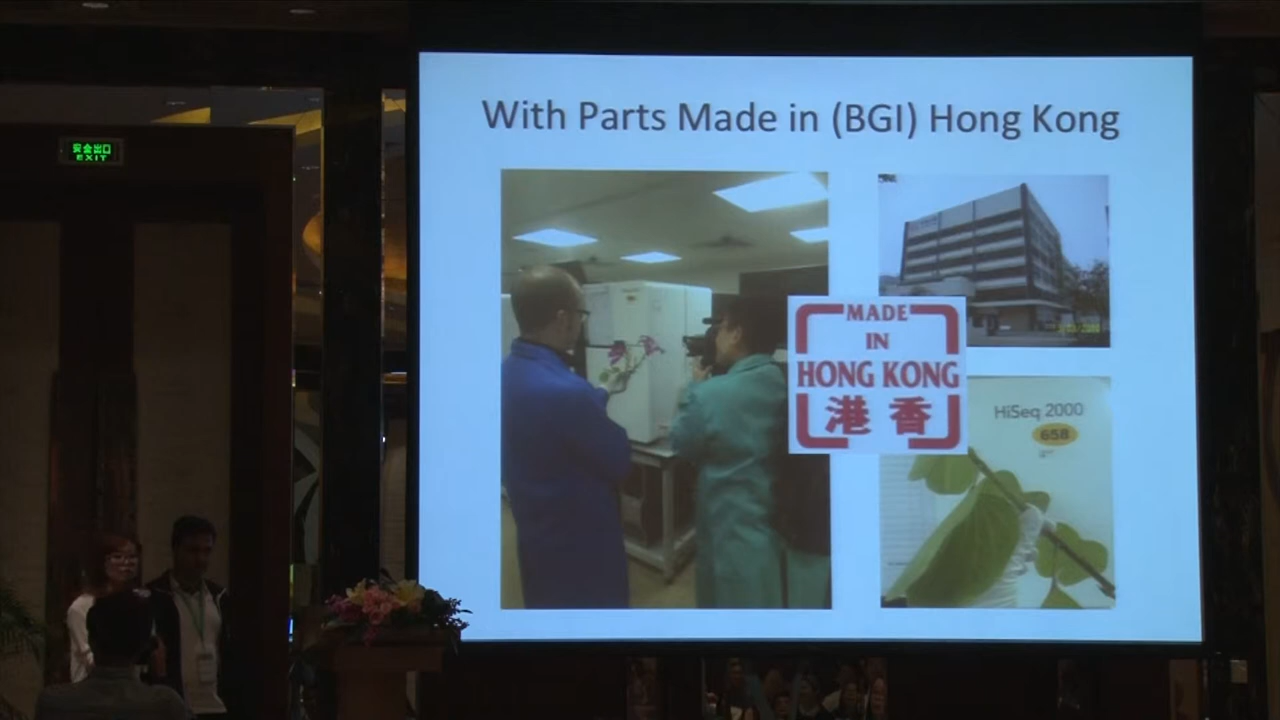 安全出口
EXIT
With Parts Made in (BGI) Hong Kong
MADE
IN
HONG KONG
港 香
HiSeq 2000
658